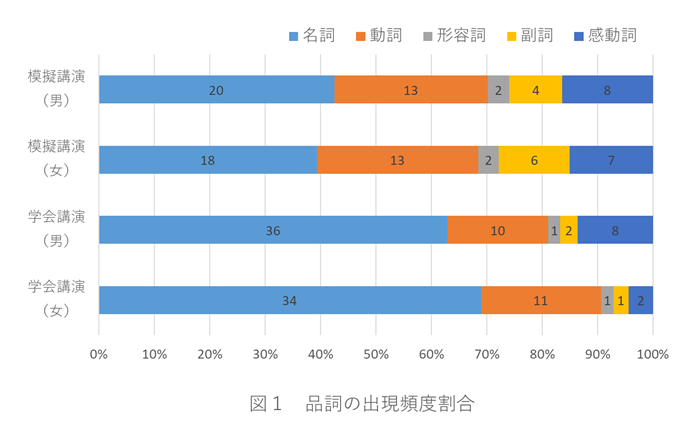 名詞 動詞 形容詞 副詞 感動詞
模擬講演
（男）
20 13 2 4 8
模擬講演
（女）
18 13 2 6 7
学会講演
（男）
36 10 1 2 8
学会講演
（女）
34 11 1 1 2
0% 10% 20% 30% 40% 50% 60% 70% 80% 90% 100%
図１　品詞の出現頻度割合